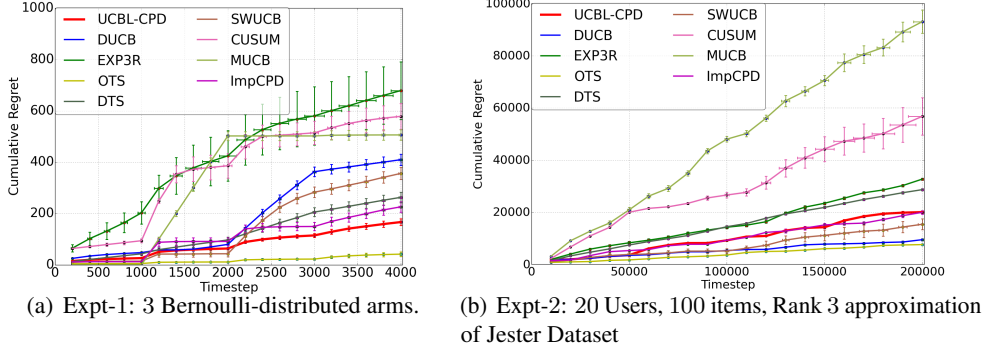 UCBL-CPD
DUCB
EXP3R
OTS
DTS
SWUCB
CUSUM
MUCB
ImpCPD
Cumulative Regret
1000
800
600
400
200
0
0 500 1000 1500 2000 2500 3000 3500 4000
Timestep
(a) Expt-1: 3 Bernoulli-distributed arms.
UCBL-CPD
DUCB
EXP3R
OTS
DTS
SWUCB
CUSUM
MUCB
ImpCPD
Cumulative Regret
100000
80000
60000
40000
20000
0
0 50000 100000 150000 200000
Timestep
(b) Expt-2: 20 Users, 100 items, Rank 3 approximation
of Jester Dataset